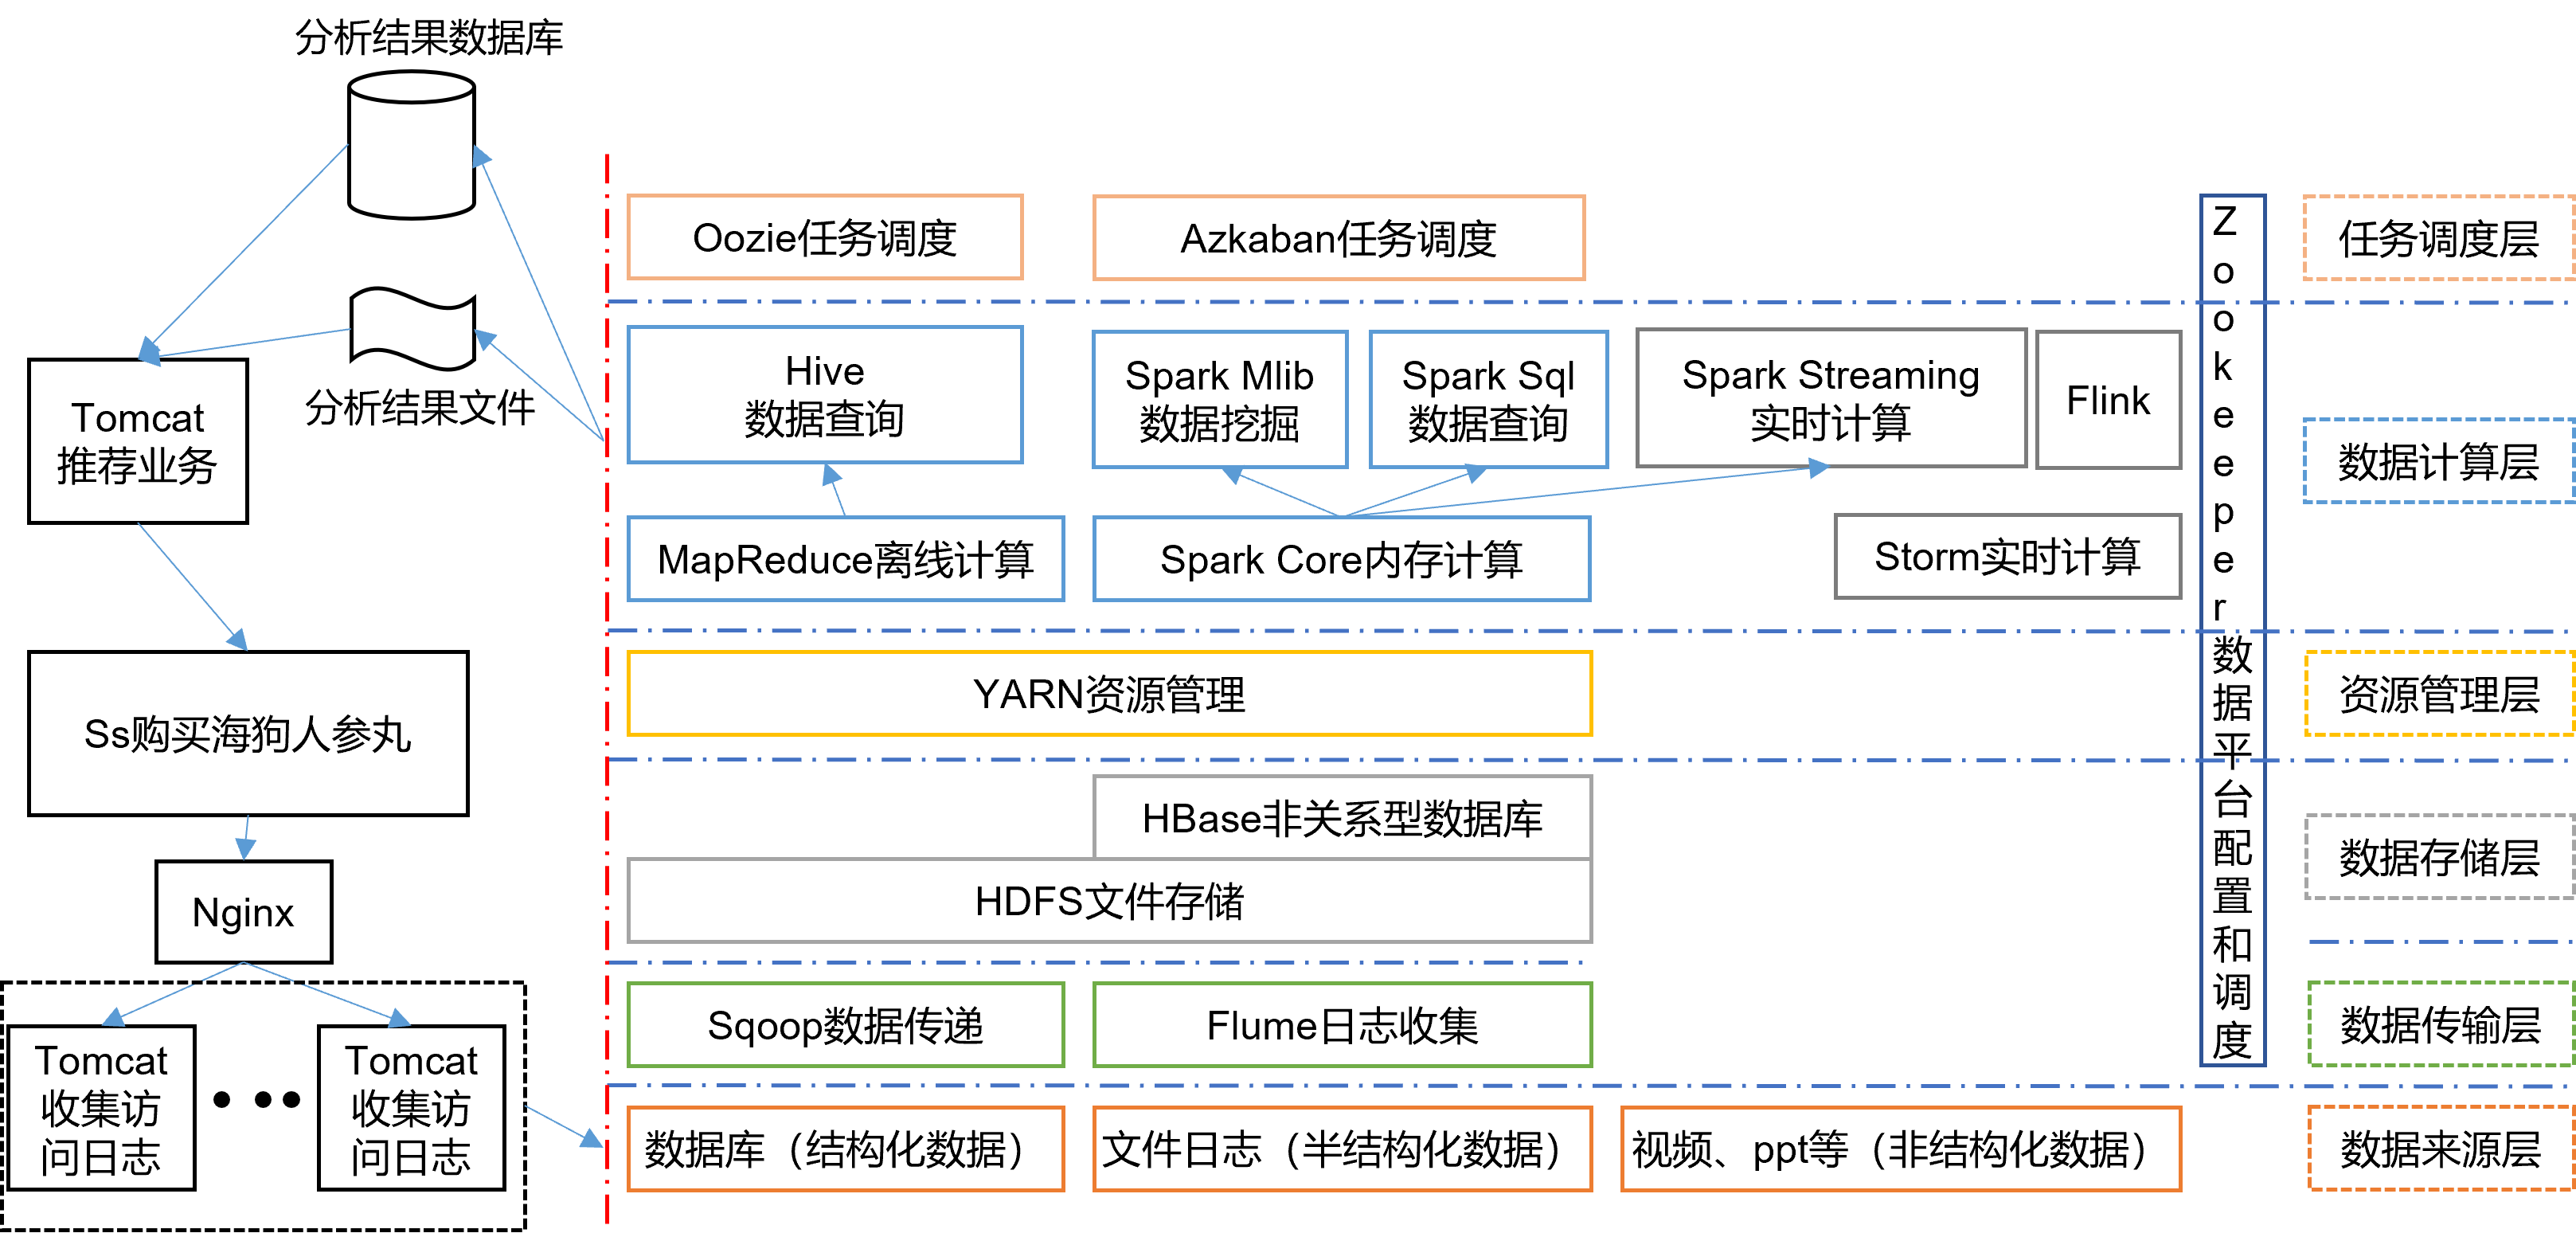 分析结果数据库
分析结果文件
Tomcat
推荐业务
Ss购买海狗人参丸
Nginx
Tomcat
收集访
问日志
Tomcat
收集访
问日志
Oozie任务调度
Azkaban任务调度
Hive
数据查询
Spark Mlib
数据挖掘
Spark Sql
数据查询
Spark Streaming
实时计算
Flink
MapReduce离线计算
Spark Core内存计算
Storm实时计算
YARN资源管理
HBase非关系型数据库
HDFS文件存储
Sqoop数据传递
Flume日志收集
数据库（结构化数据）
文件日志（半结构化数据）
视频、ppt等（非结构化数据）
Zookeeper数据平台配置和调度
任务调度层
数据计算层
资源管理层
数据存储层
数据传输层
数据来源层